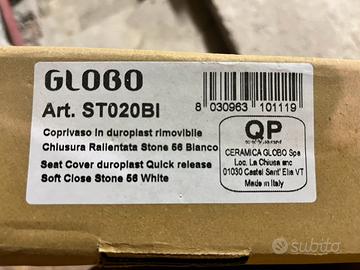 GLOBO
Art. ST020BI
8 030963 101119
Coprivaso in duroplast rimovibile
Chiusura Rallentata Stone 56 Bianco
Seat Cover duroplast Quick release
Soft Close Stone 56 White
QP
CERAMICA GLOBO Spa
Loc. La Chiusa snc
01030 Castel Sant' Elia VT
Made in Italy
subito